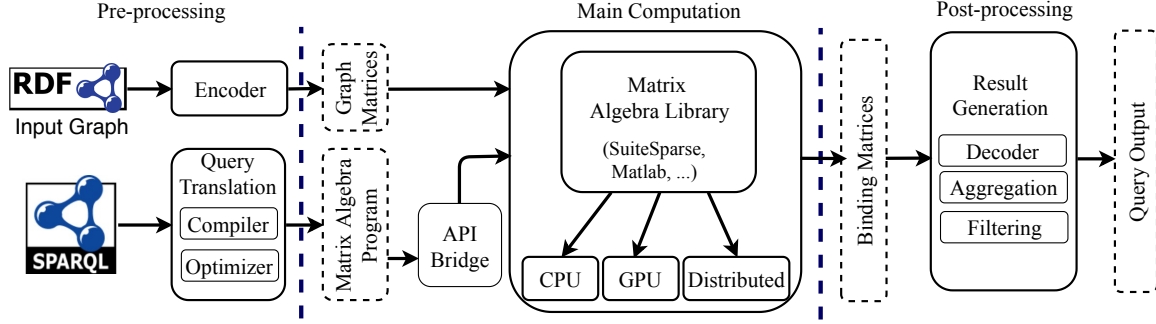 Pre-processing
Main Computation
Post-processing
RDF
Input Graph
Encoder
Graph
Matrices
SPARQL
Query
Translation
Compiler
Optimizer
Matrix Algebra
Program
API
Bridge
Matrix
Algebra Library
(SuiteSparse,
Matlab, ...)
CPU
GPU
Distributed
Binding Matrices
Result
Generation
Decoder
Aggregation
Filtering
Query Output